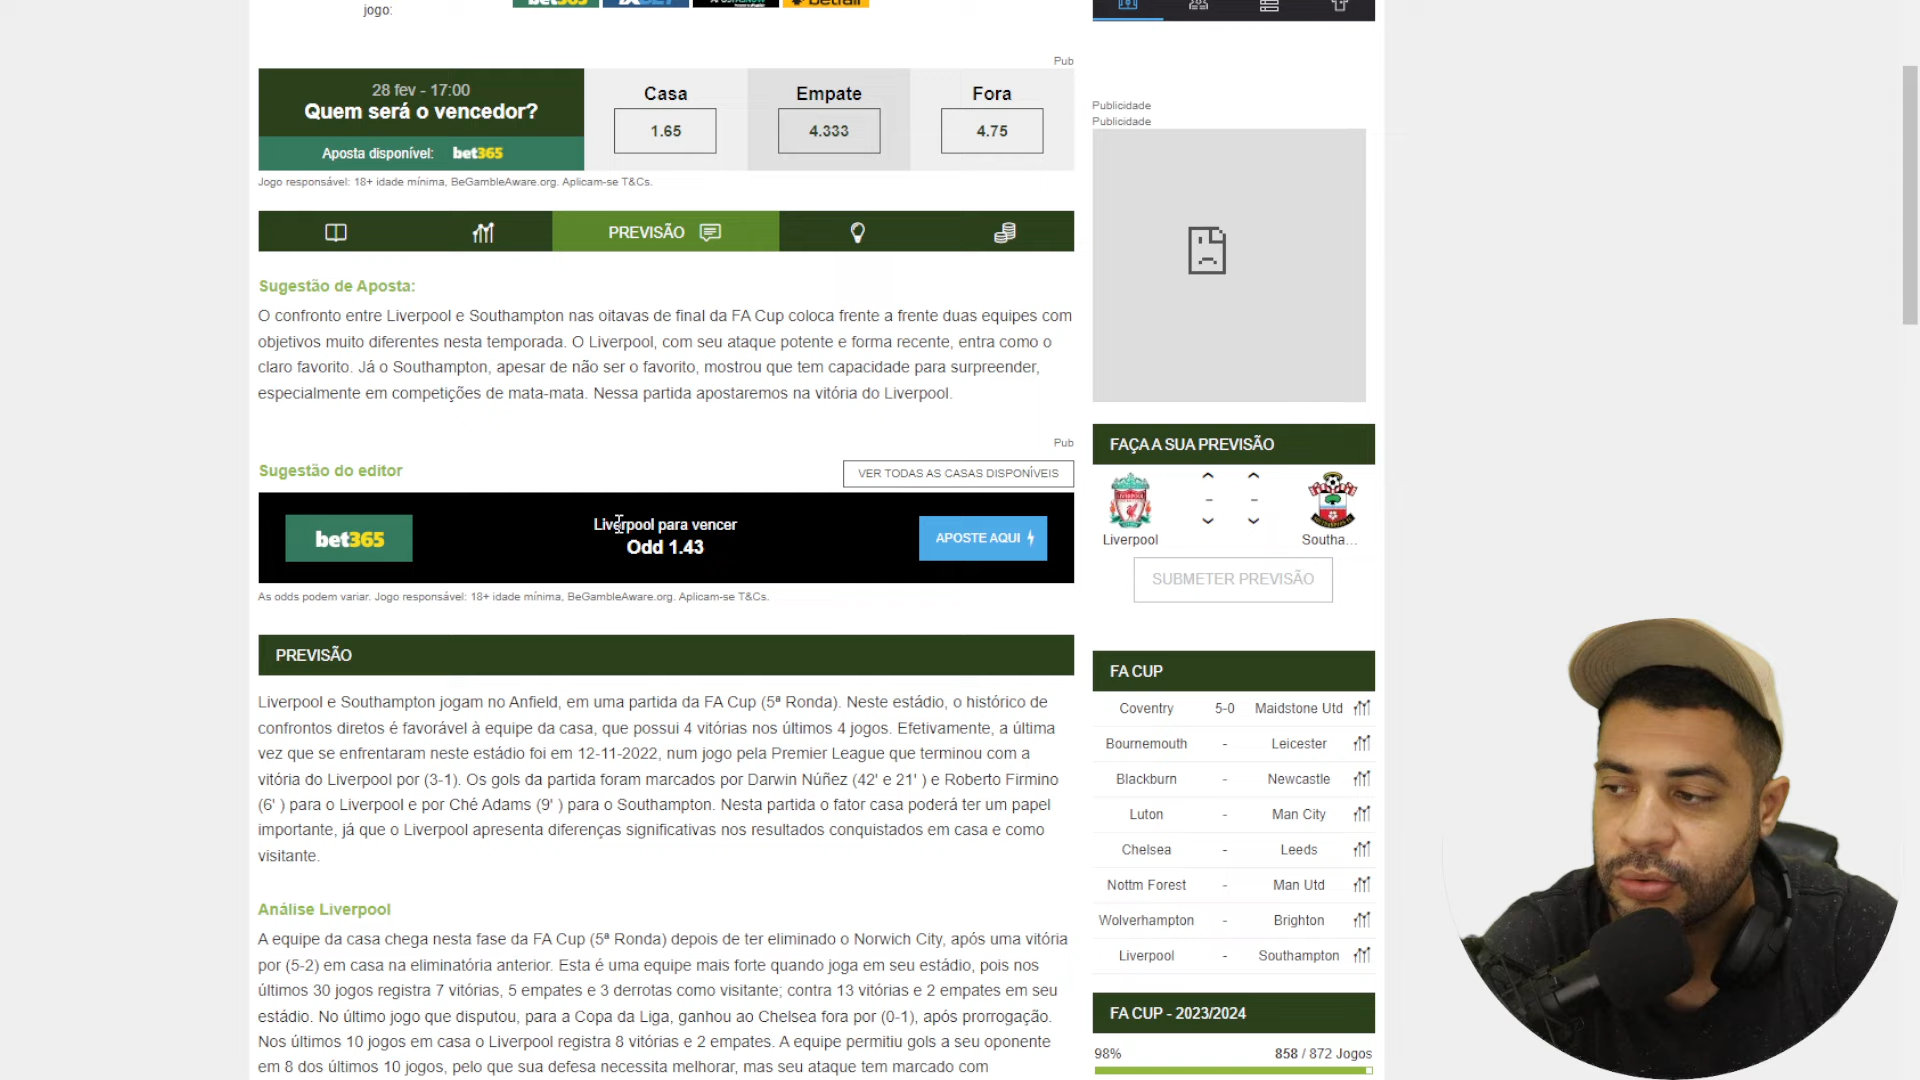 jogo:
bet365
1XBET
betfair
Pub
28 fev - 17:00
Quem será o vencedor?
Aposta disponível: bet365
Casa
1.65
Empate
4.333
Fora
4.75
Jogo responsável: 18+ idade mínima, BeGambleAware.org. Aplicam-se T&Cs.
PREVISÃO
Sugestão de Aposta:
O confronto entre Liverpool e Southampton nas oitavas de final da FA Cup coloca frente a frente duas equipes com
objetivos muito diferentes nesta temporada. O Liverpool, com seu ataque potente e forma recente, entra como o
claro favorito. Já o Southampton, apesar de não ser o favorito, mostrou que tem capacidade para surpreender,
especialmente em competições de mata-mata. Nessa partida apostaremos na vitória do Liverpool.
Pub
Sugestão do editor
VER TODAS AS CASAS DISPONÍVEIS
bet365
Liverpool para vencer
Odd 1.43
APOSTE AQUI
As odds podem variar. Jogo responsável: 18+ idade mínima, BeGambleAware.org. Aplicam-se T&Cs.
PREVISÃO
Liverpool e Southampton jogam no Anfield, em uma partida da FA Cup (5ª Ronda). Neste estádio, o histórico de
confrontos diretos é favorável à equipe da casa, que possui 4 vitórias nos últimos 4 jogos. Efetivamente, a última
vez que se enfrentaram neste estádio foi em 12-11-2022, num jogo pela Premier League que terminou com a
vitória do Liverpool por (3-1). Os gols da partida foram marcados por Darwin Núñez (42' e 21' ) e Roberto Firmino
(6' ) para o Liverpool e por Ché Adams (9' ) para o Southampton. Nesta partida o fator casa poderá ter um papel
importante, já que o Liverpool apresenta diferenças significativas nos resultados conquistados em casa e como
visitante.
Análise Liverpool
A equipe da casa chega nesta fase da FA Cup (5ª Ronda) depois de ter eliminado o Norwich City, após uma vitória
por (5-2) em casa na eliminatória anterior. Esta é uma equipe mais forte quando joga em seu estádio, pois nos
últimos 30 jogos registra 7 vitórias, 5 empates e 3 derrotas como visitante; contra 13 vitórias e 2 empates em seu
estádio. No último jogo que disputou, para a Copa da Liga, ganhou ao Chelsea fora por (0-1), após prorrogação.
Nos últimos 10 jogos em casa o Liverpool registra 8 vitórias e 2 empates. A equipe permitiu gols a seu oponente
em 8 dos últimos 10 jogos, pelo que sua defesa necessita melhorar, mas seu ataque tem marcado com
Publicidade
Publicidade
FAÇA A SUA PREVISÃO
- -
Liverpool
Southa...
SUBMETER PREVISÃO
FA CUP
Coventry 5-0 Maidstone Utd
Bournemouth - Leicester
Blackburn - Newcastle
Luton - Man City
Chelsea - Leeds
Nottm Forest - Man Utd
Wolverhampton - Brighton
Liverpool - Southampton
FA CUP - 2023/2024
98% 858 / 872 Jogos